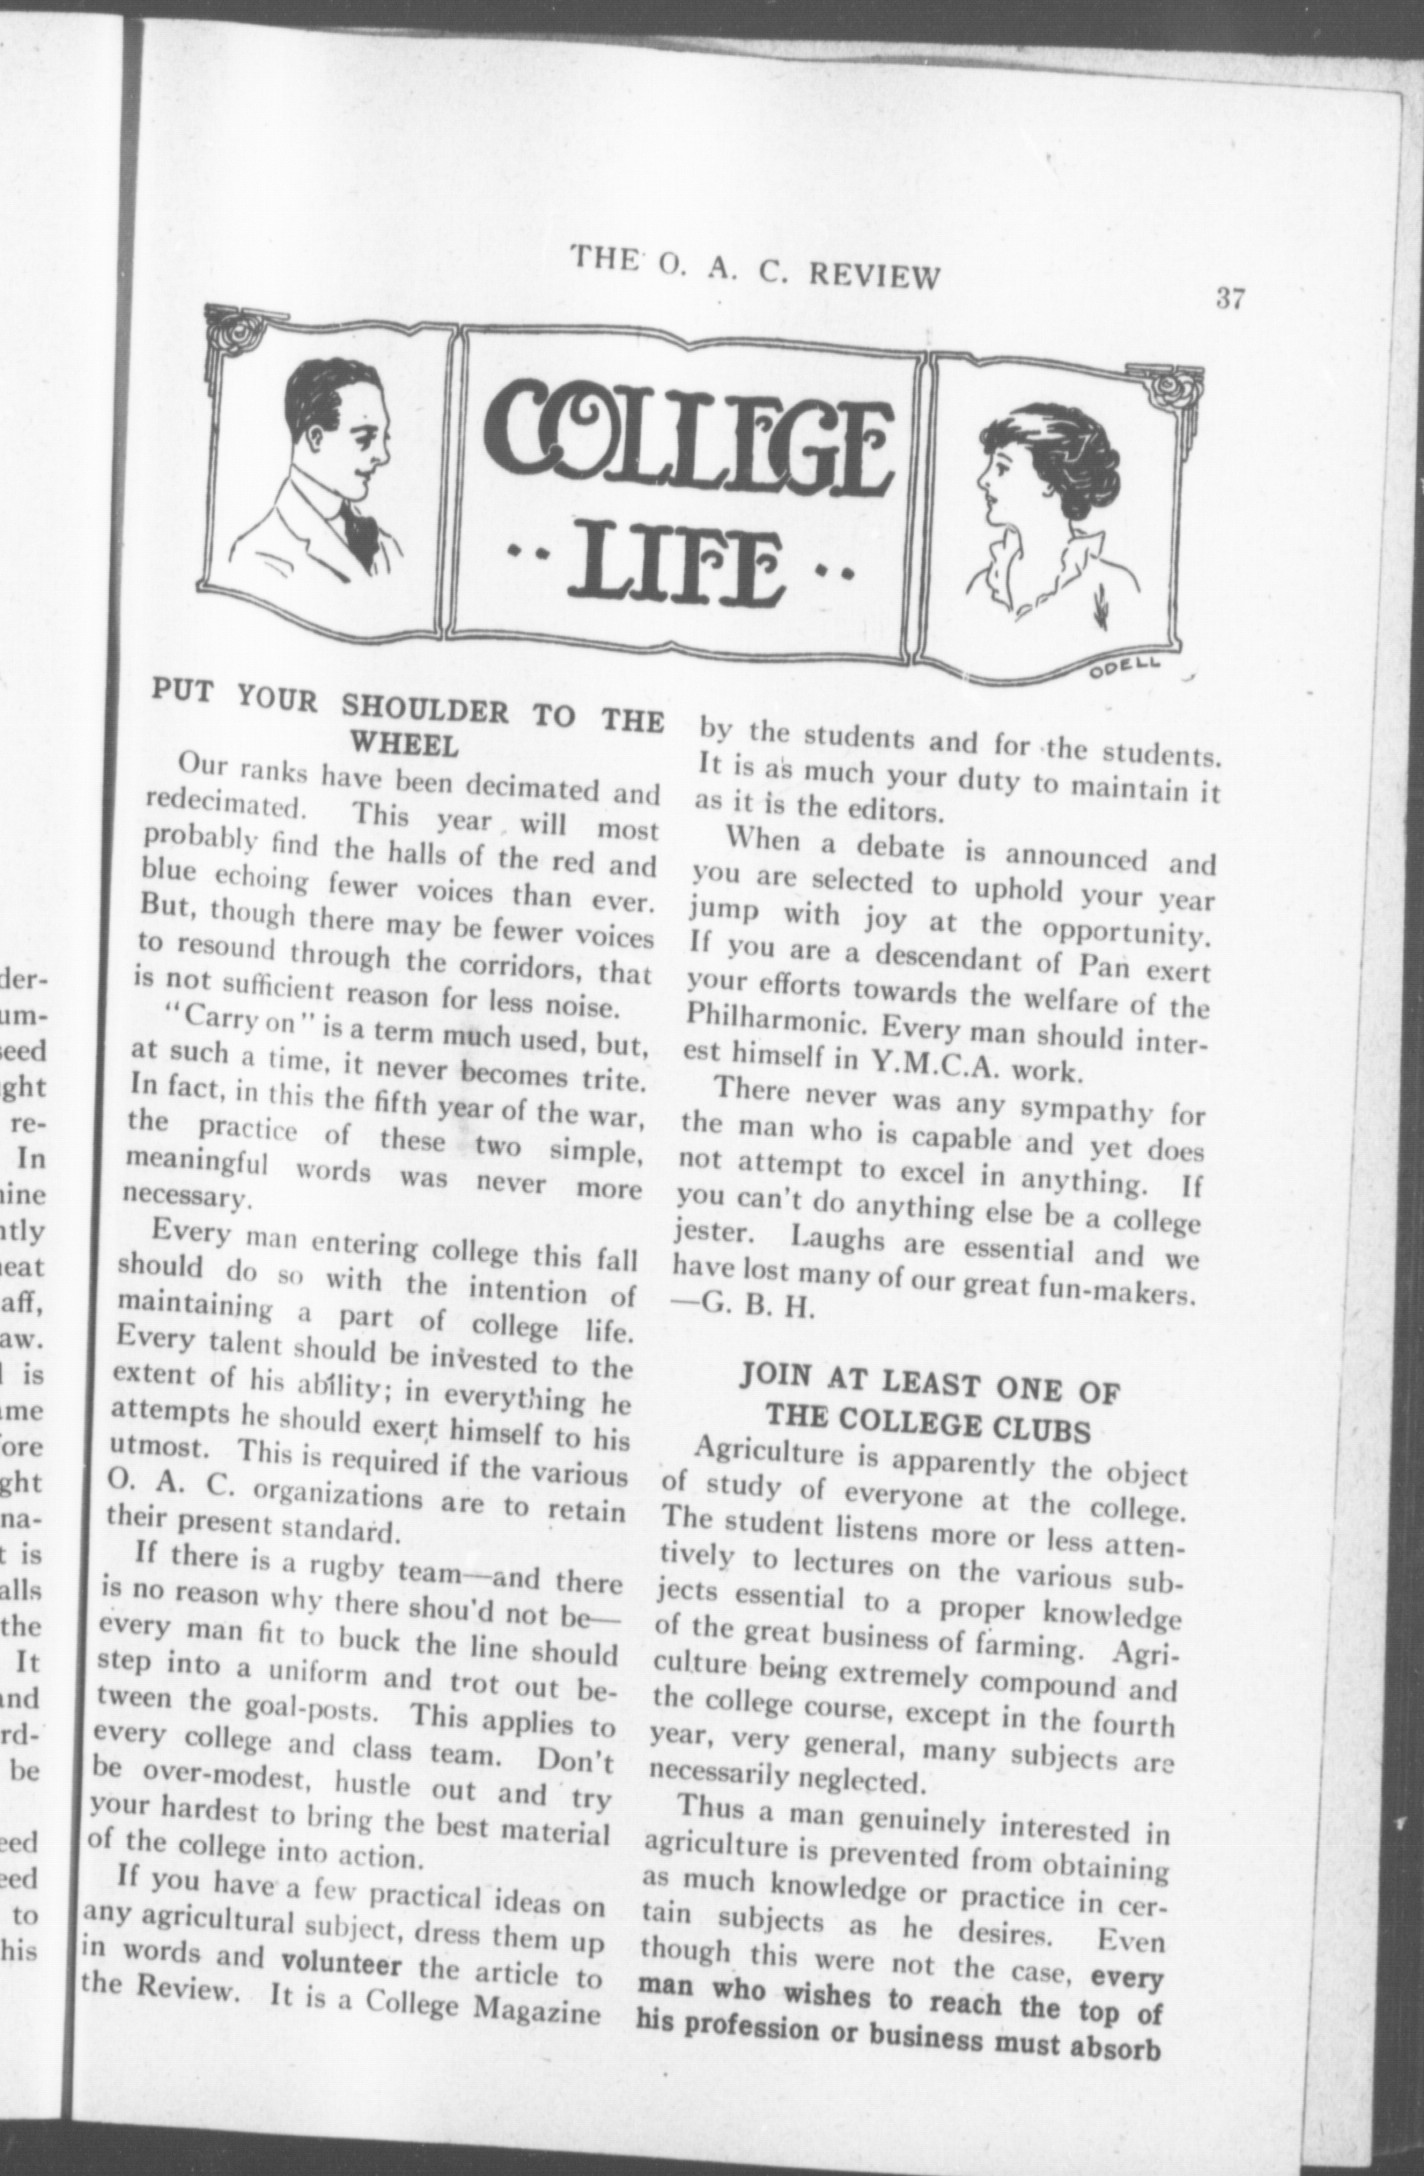 THE O. A. C. REVIEW
37
COLLEGE
·· LIFE ··
ODELL
PUT YOUR SHOULDER TO THE
WHEEL
Our ranks have been decimated and
redecimated. This year will most
probably find the halls of the red and
blue echoing fewer voices than ever.
But, though there may be fewer voices
to resound through the corridors, that
is not sufficient reason for less noise.
"Carry on" is a term much used, but,
at such a time, it never becomes trite.
In fact, in this the fifth year of the war,
the practice of these two simple,
meaningful words was never more
necessary.
Every man entering college this fall
should do so with the intention of
maintaining a part of college life.
Every talent should be invested to the
extent of his ability; in everything he
attempts he should exert himself to his
utmost. This is required if the various
O. A. C. organizations are to retain
their present standard.
If there is a rugby team—and there
is no reason why there shou'd not be—
every man fit to buck the line should
step into a uniform and trot out be-
tween the goal-posts. This applies to
every college and class team. Don't
be over-modest, hustle out and try
your hardest to bring the best material
of the college into action.
If you have a few practical ideas on
any agricultural subject, dress them up
in words and volunteer the article to
the Review. It is a College Magazine
by the students and for the students.
It is as much your duty to maintain it
as it is the editors.
When a debate is announced and
you are selected to uphold your year
jump with joy at the opportunity.
If you are a descendant of Pan exert
your efforts towards the welfare of the
Philharmonic. Every man should inter-
est himself in Y.M.C.A. work.
There never was any sympathy for
the man who is capable and yet does
not attempt to excel in anything. If
you can't do anything else be a college
jester. Laughs are essential and we
have lost many of our great fun-makers.
—G. B. H.
JOIN AT LEAST ONE OF
THE COLLEGE CLUBS
Agriculture is apparently the object
of study of everyone at the college.
The student listens more or less atten-
tively to lectures on the various sub-
jects essential to a proper knowledge
of the great business of farming. Agri-
culture being extremely compound and
the college course, except in the fourth
year, very general, many subjects are
necessarily neglected.
Thus a man genuinely interested in
agriculture is prevented from obtaining
as much knowledge or practice in cer-
tain subjects as he desires. Even
though this were not the case, every
man who wishes to reach the top of
his profession or business must absorb